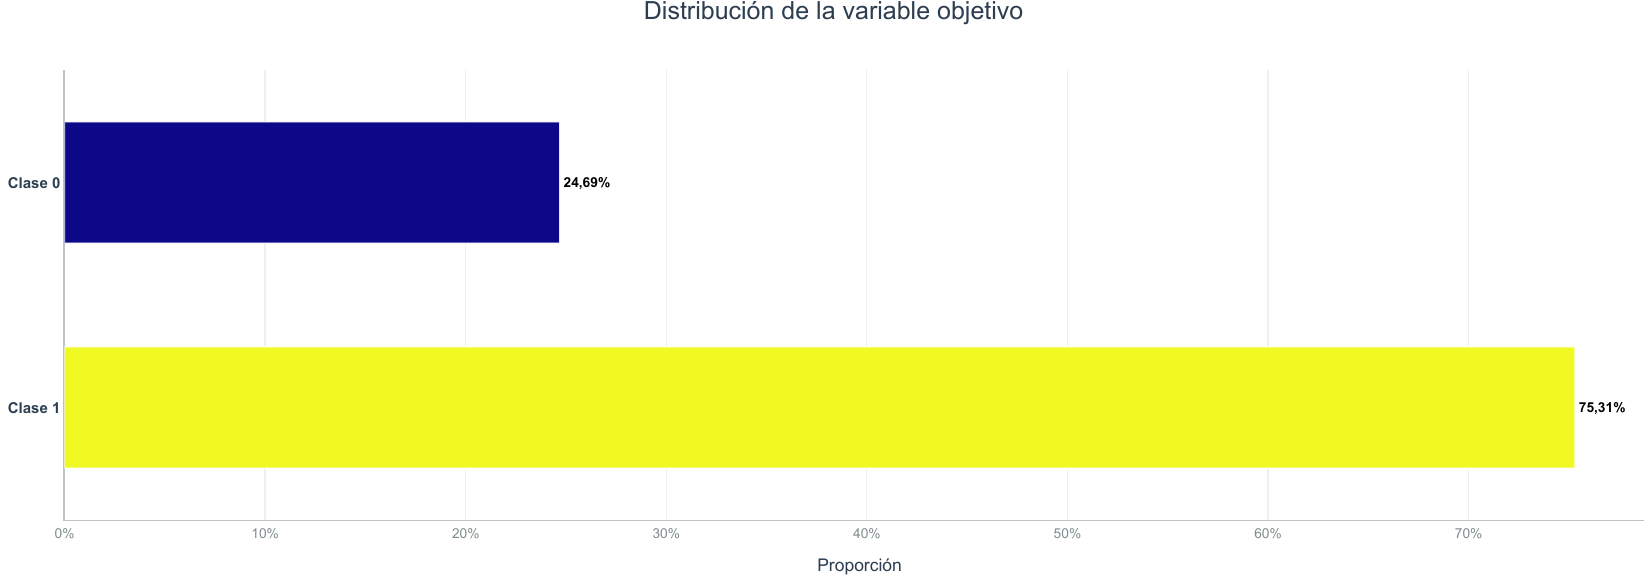 Distribución de la variable objetivo
Clase 0
24,69%
Clase 1
75,31%
0%
10%
20%
30%
40%
50%
60%
70%
Proporción